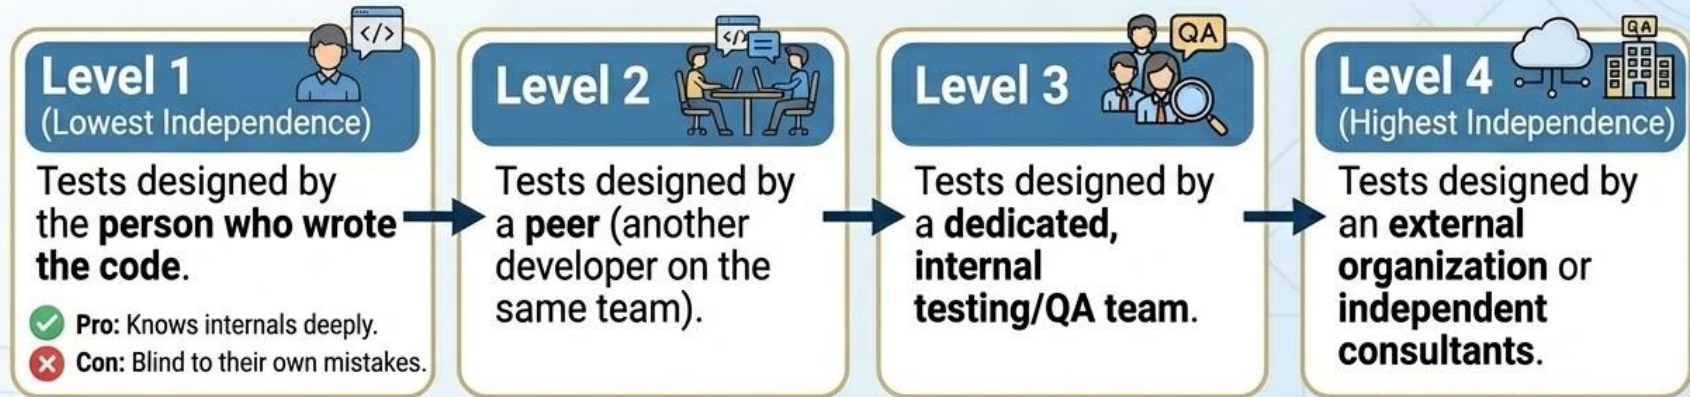 </>
Level 1
(Lowest Independence)
Tests designed by
the person who wrote
the code.
Pro: Knows internals deeply.
Con: Blind to their own mistakes.
</>
Level 2
Tests designed by
a peer (another
developer on the
same team).
QA
Level 3
Tests designed by
a dedicated,
internal
testing/QA team.
QA
Level 4
(Highest Independence)
Tests designed by
an external
organization or
independent
consultants.